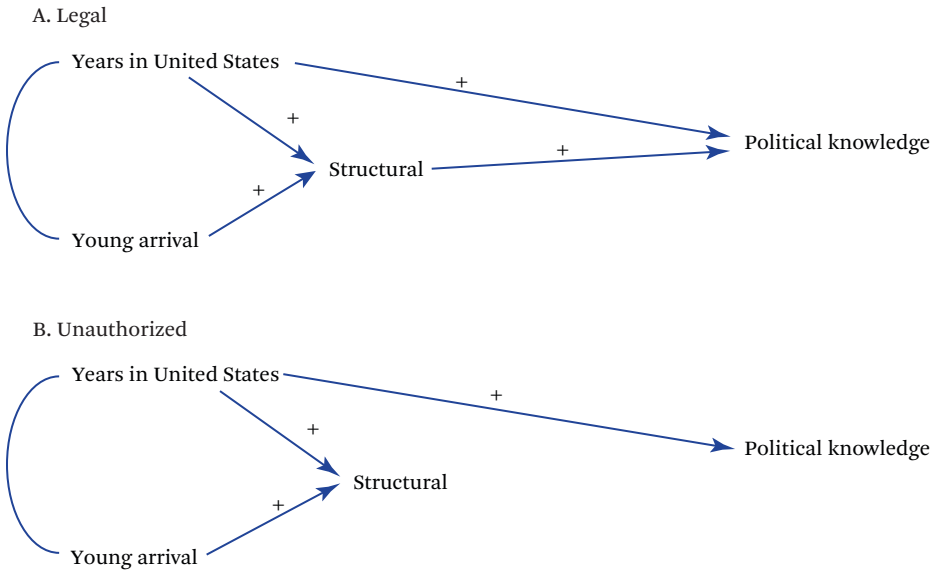 A. Legal
Years in United States
+
+
Political knowledge
+
Structural
+
Young arrival
B. Unauthorized
Years in United States
+
+
Political knowledge
Structural
+
Young arrival